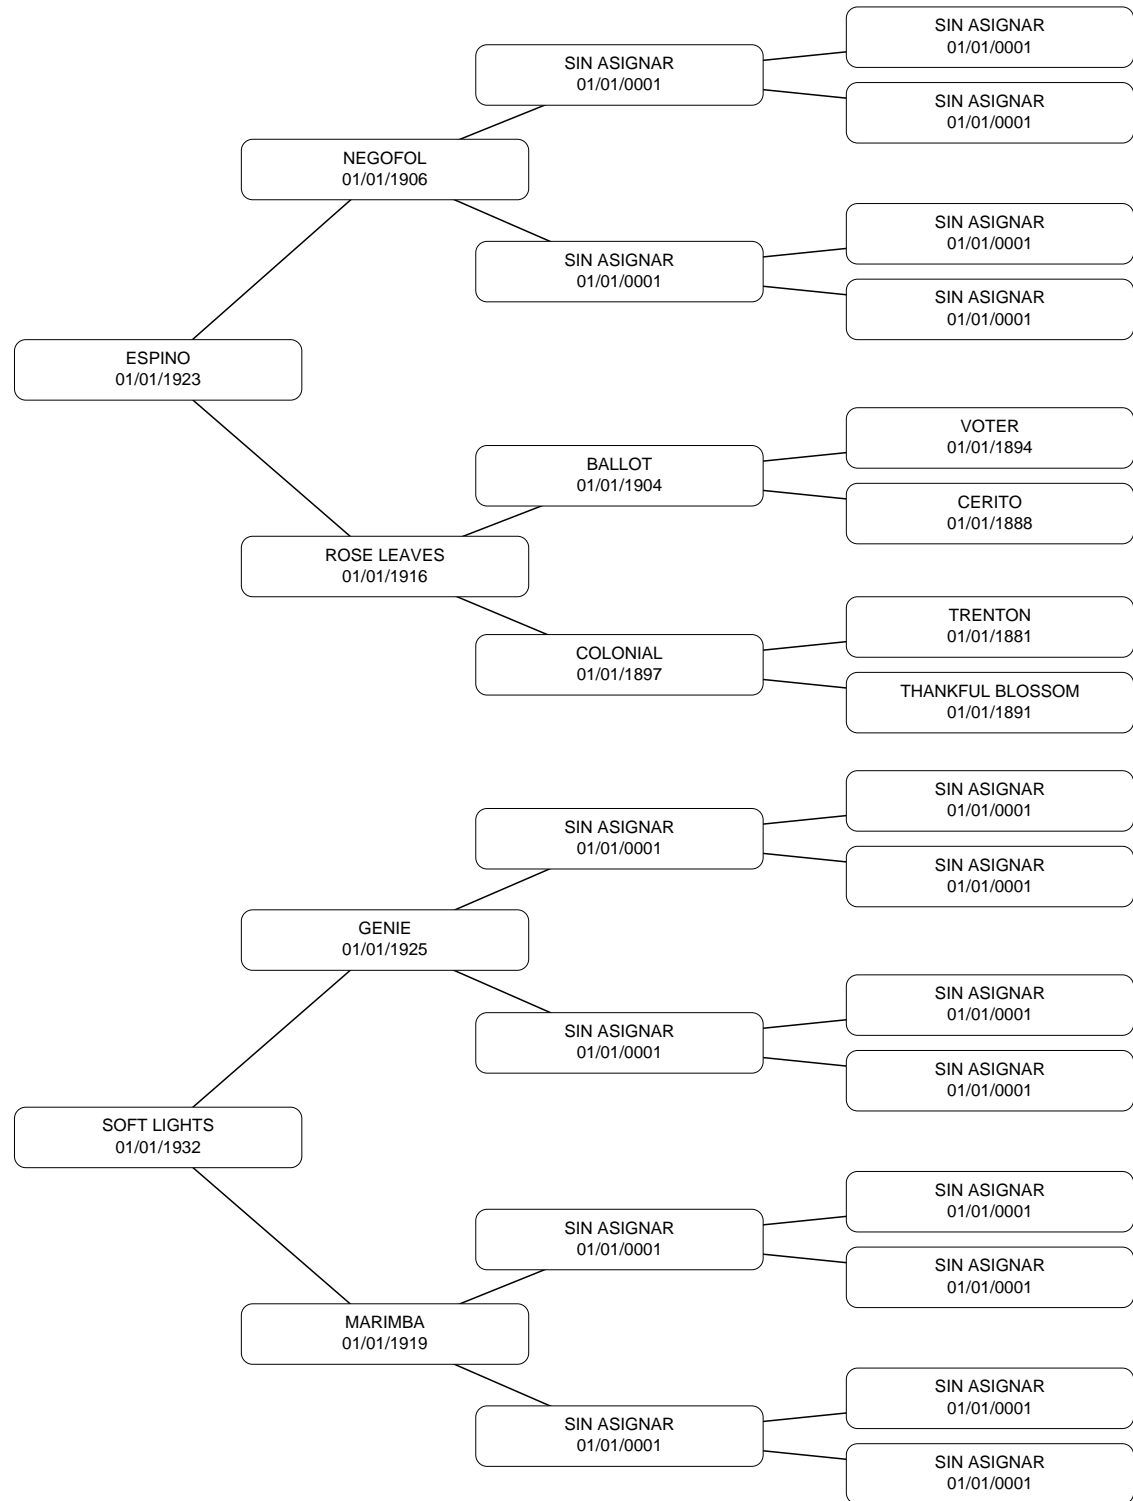 SIN ASIGNAR
01/01/0001
SIN ASIGNAR
01/01/0001
SIN ASIGNAR
01/01/0001
NEGOFOL
01/01/1906
SIN ASIGNAR
01/01/0001
SIN ASIGNAR
01/01/0001
SIN ASIGNAR
01/01/0001
ESPINO
01/01/1923
VOTER
01/01/1894
BALLOT
01/01/1904
CERITO
01/01/1888
ROSE LEAVES
01/01/1916
TRENTON
01/01/1881
COLONIAL
01/01/1897
THANKFUL BLOSSOM
01/01/1891
SIN ASIGNAR
01/01/0001
SIN ASIGNAR
01/01/0001
SIN ASIGNAR
01/01/0001
GENIE
01/01/1925
SIN ASIGNAR
01/01/0001
SIN ASIGNAR
01/01/0001
SIN ASIGNAR
01/01/0001
SOFT LIGHTS
01/01/1932
SIN ASIGNAR
01/01/0001
SIN ASIGNAR
01/01/0001
SIN ASIGNAR
01/01/0001
MARIMBA
01/01/1919
SIN ASIGNAR
01/01/0001
SIN ASIGNAR
01/01/0001
SIN ASIGNAR
01/01/0001